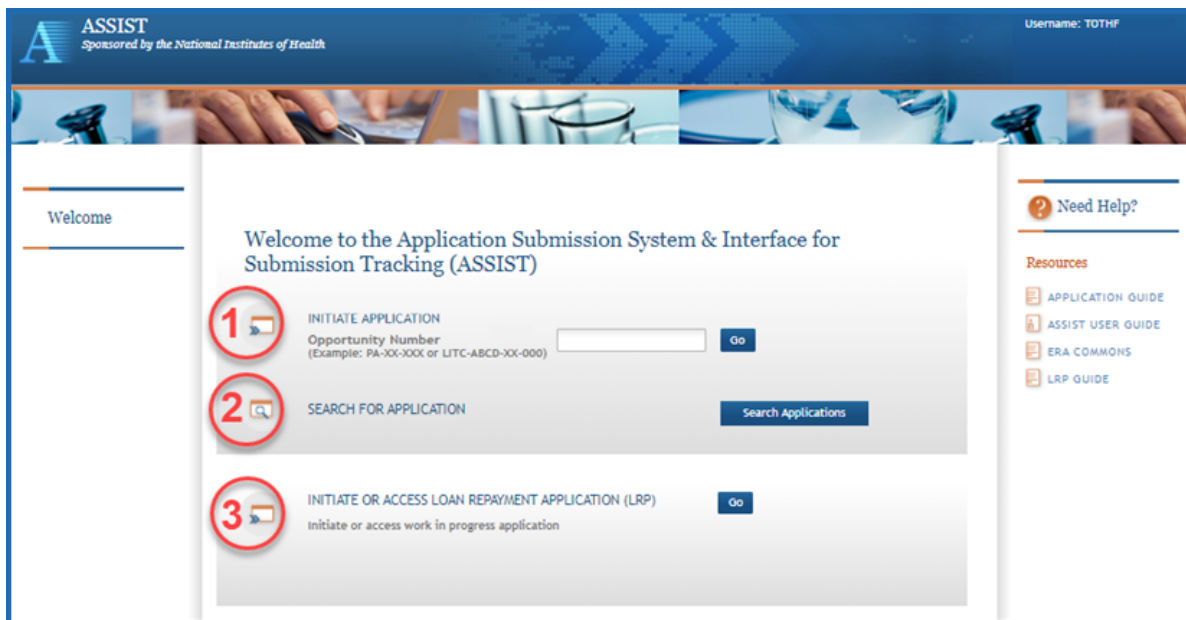 ASSIST
Sponsored by the National Institutes of Health
Username: TOTHF
Welcome
Welcome to the Application Submission System & Interface for
Submission Tracking (ASSIST)
1
INITIATE APPLICATION
Opportunity Number
(Example: PA-XX-XXX or LITC-ABCD-XX-000)
Go
2
SEARCH FOR APPLICATION
Search Applications
3
INITIATE OR ACCESS LOAN REPAYMENT APPLICATION (LRP)
Go
Initiate or access work in progress application
? Need Help?
Resources
APPLICATION GUIDE
ASSIST USER GUIDE
ERA COMMONS
LRP GUIDE